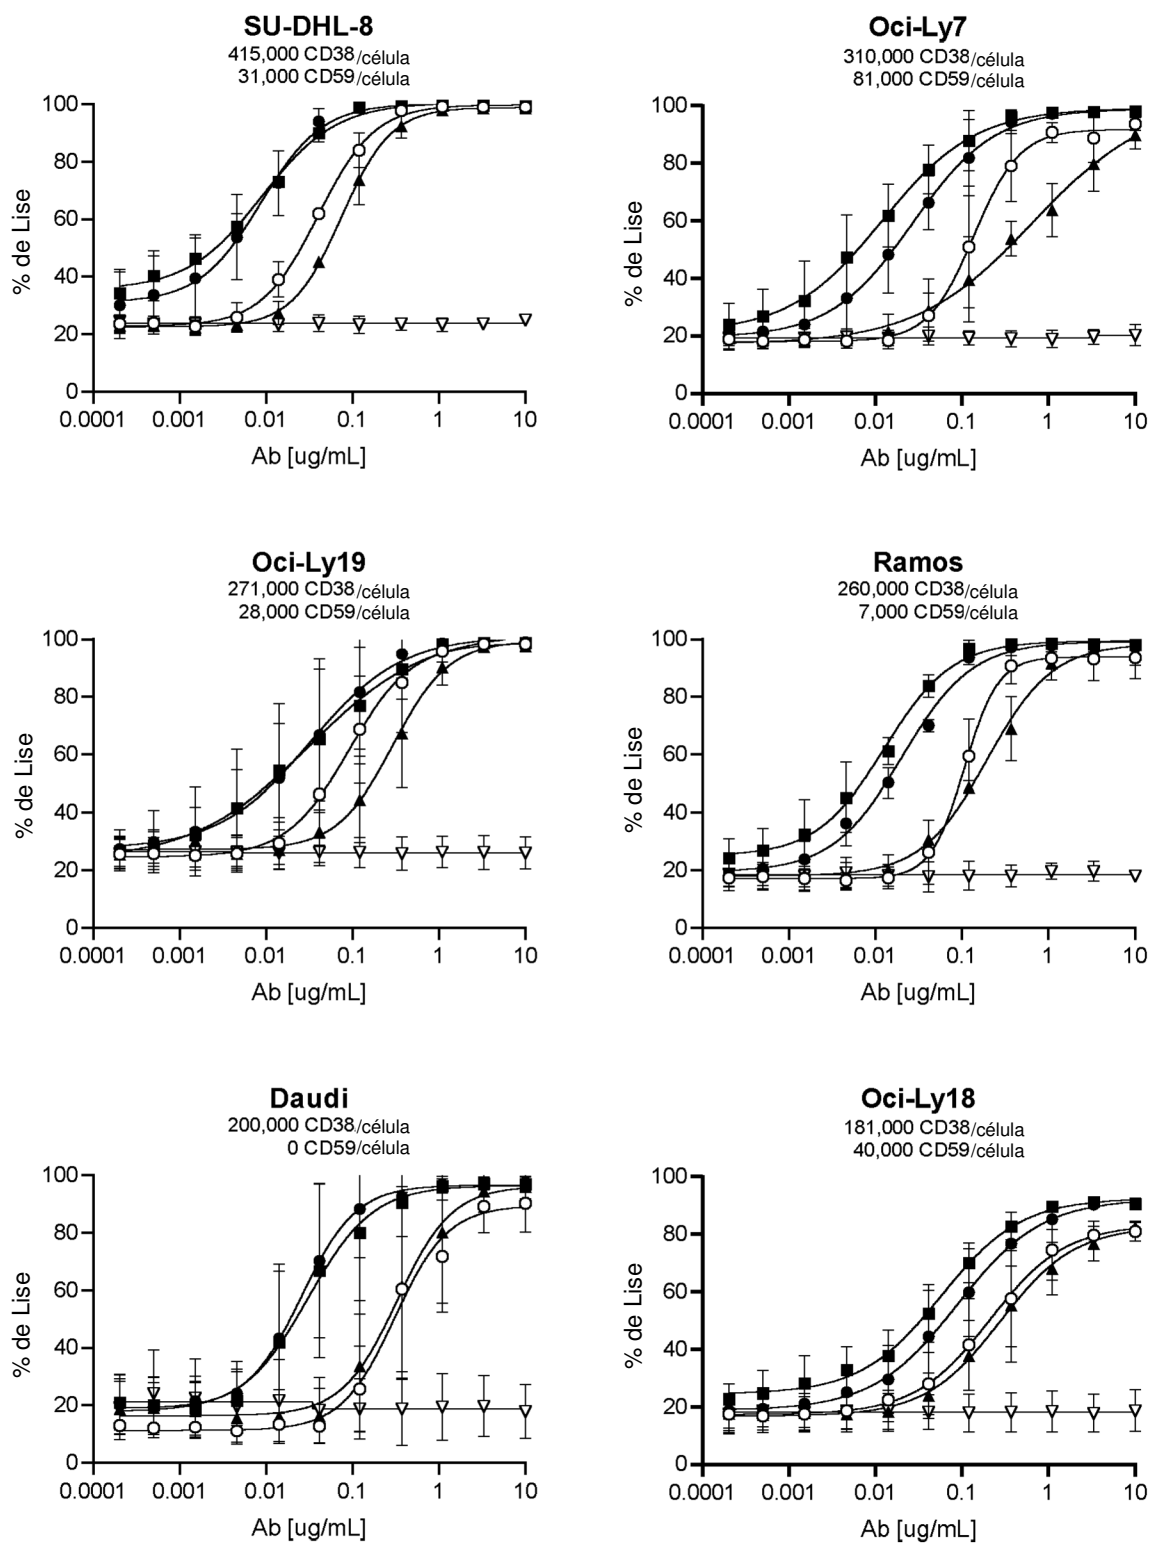 SU-DHL-8
415,000 CD38/célula
31,000 CD59/célula
100
80
60
40
20
0
% de Lise
0.0001 0.001 0.01 0.1 1 10
Ab [ug/mL]
Oci-Ly7
310,000 CD38/célula
81,000 CD59/célula
100
80
60
40
20
0
% de Lise
0.0001 0.001 0.01 0.1 1 10
Ab [ug/mL]
Oci-Ly19
271,000 CD38/célula
28,000 CD59/célula
100
80
60
40
20
0
% de Lise
0.0001 0.001 0.01 0.1 1 10
Ab [ug/mL]
Ramos
260,000 CD38/célula
7,000 CD59/célula
100
80
60
40
20
0
% de Lise
0.0001 0.001 0.01 0.1 1 10
Ab [ug/mL]
Daudi
200,000 CD38/célula
0 CD59/célula
100
80
60
40
20
0
% de Lise
0.0001 0.001 0.01 0.1 1 10
Ab [ug/mL]
Oci-Ly18
181,000 CD38/célula
40,000 CD59/célula
100
80
60
40
20
0
% de Lise
0.0001 0.001 0.01 0.1 1 10
Ab [ug/mL]